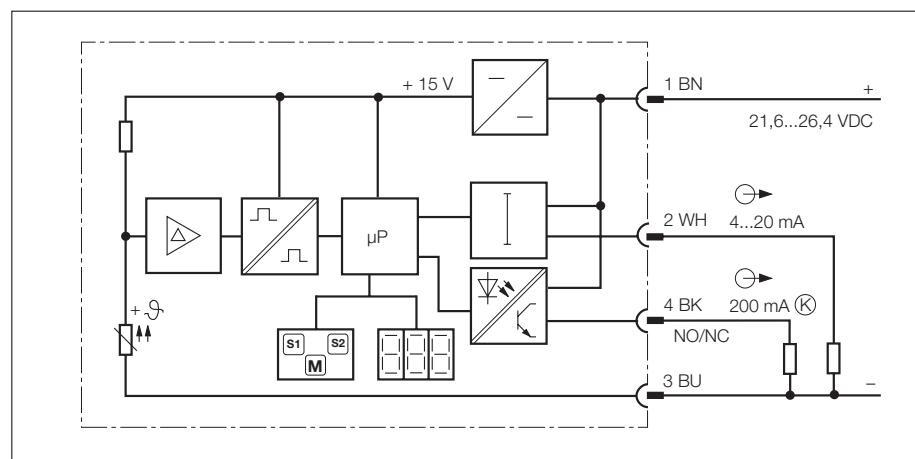 + 15 V
1 BN
+
21,6...26,4 VDC
2 WH
4...20 mA
µP
200 mA Ⓚ
4 BK
NO/NC
+ ϑ
S1
S2
M
888
3 BU
–